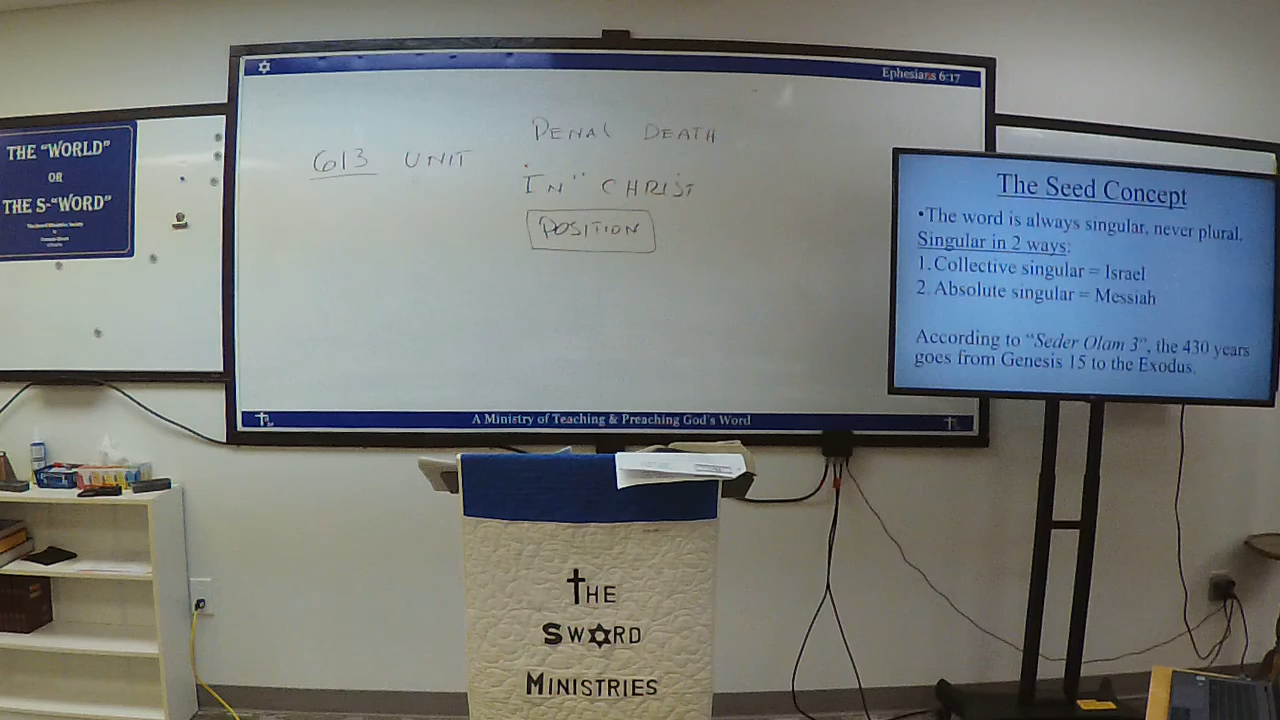 THE "WORLD"
OR
THE S-"WORD"
Ephesians 6:17
613 UNIT
PENAL DEATH
IN" CHRIST
POSITION
A Ministry of Teaching & Preaching God's Word
The Seed Concept
•The word is always singular, never plural.
Singular in 2 ways:
1. Collective singular = Israel
2. Absolute singular = Messiah
According to "Seder Olam 3", the 430 years
goes from Genesis 15 to the Exodus.
THE
SWORD
MINISTRIES